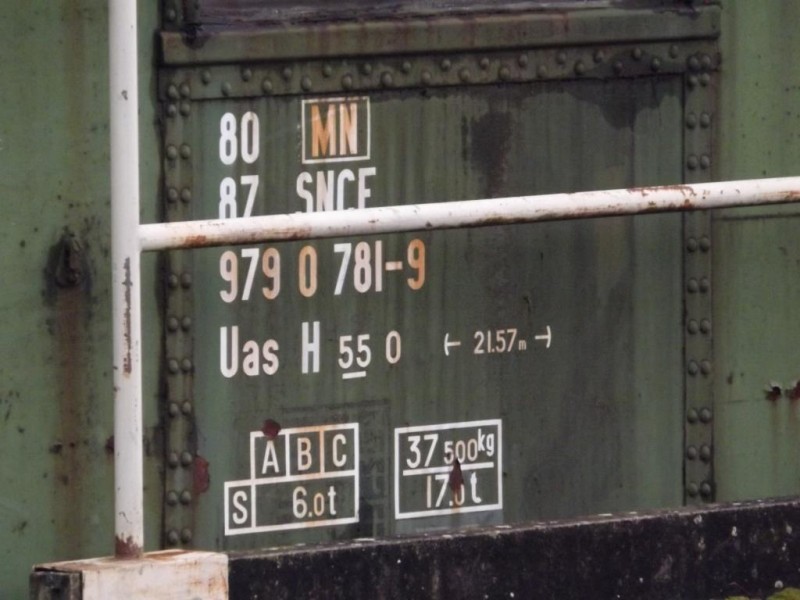 80 MN
87 SNCF
979 0 781-9
Uas H 55 0 21.57m
A B C
S 6.0t
37 500kg
17.0t